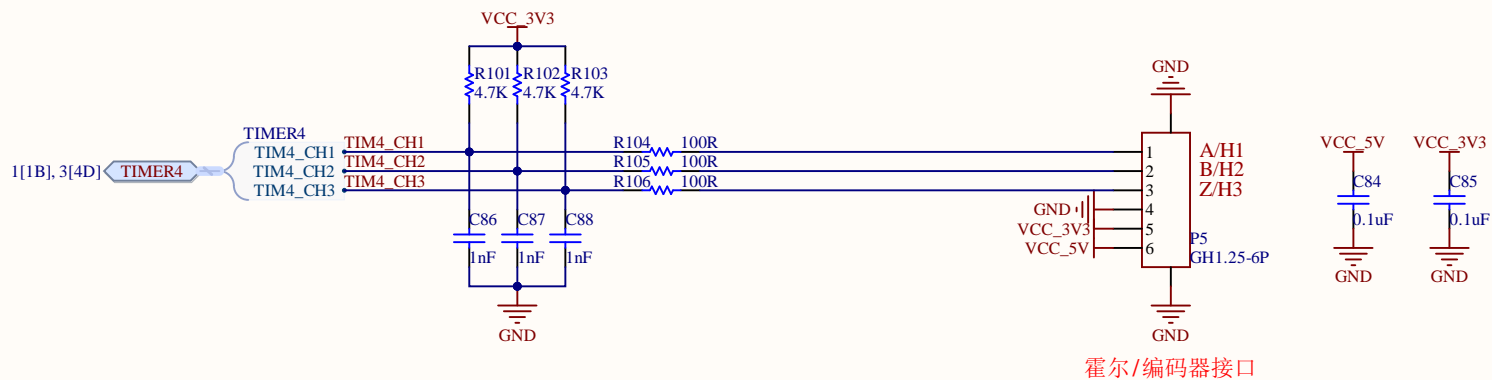 VCC_3V3
R101
4.7K
R102
4.7K
R103
4.7K
1[1B], 3[4D]
TIMER4
TIMER4
TIM4_CH1
TIM4_CH2
TIM4_CH3
TIM4_CH1
TIM4_CH2
TIM4_CH3
R104 100R
R105 100R
R106 100R
C86
1nF
C87
1nF
C88
1nF
GND
GND
1 A/H1
2 B/H2
3 Z/H3
GND 4
VCC_3V3 5
VCC_5V 6
P5
GH1.25-6P
GND
霍尔/编码器接口
VCC_5V
C84
0.1uF
GND
VCC_3V3
C85
0.1uF
GND